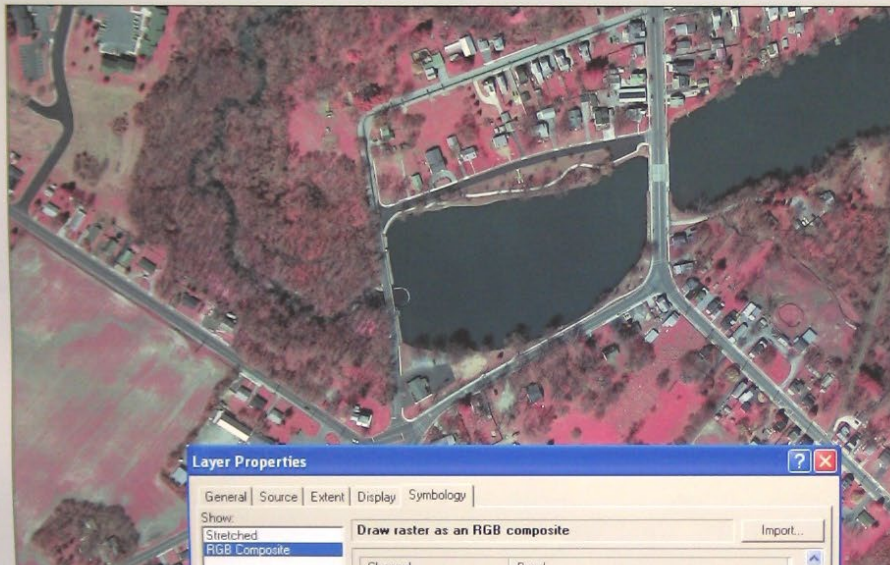 Layer Properties
General Source Extent Display Symbology
Show:
Stretched
RGB Composite
Draw raster as an RGB composite
Import...